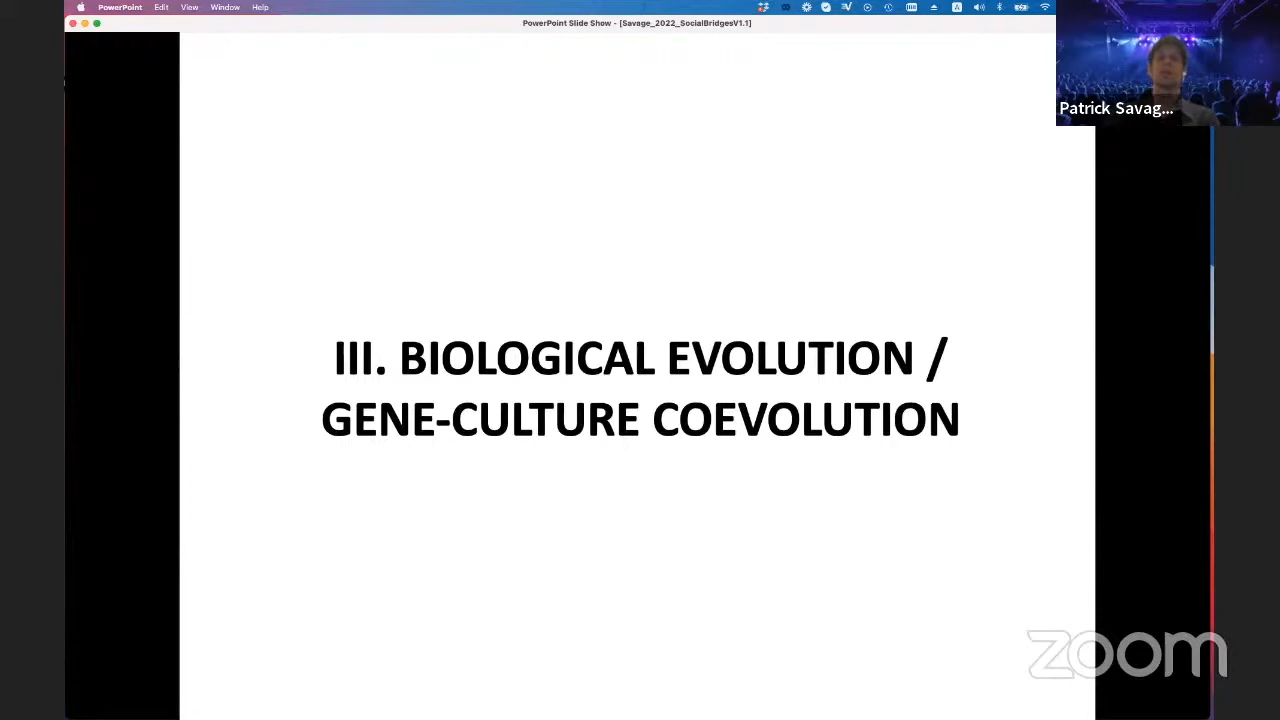 PowerPoint Edit View Window Help
PowerPoint Slide Show - [Savage_2022_SocialBridgesV1.1]
Patrick Savag...
III. BIOLOGICAL EVOLUTION /
GENE-CULTURE COEVOLUTION
zoom